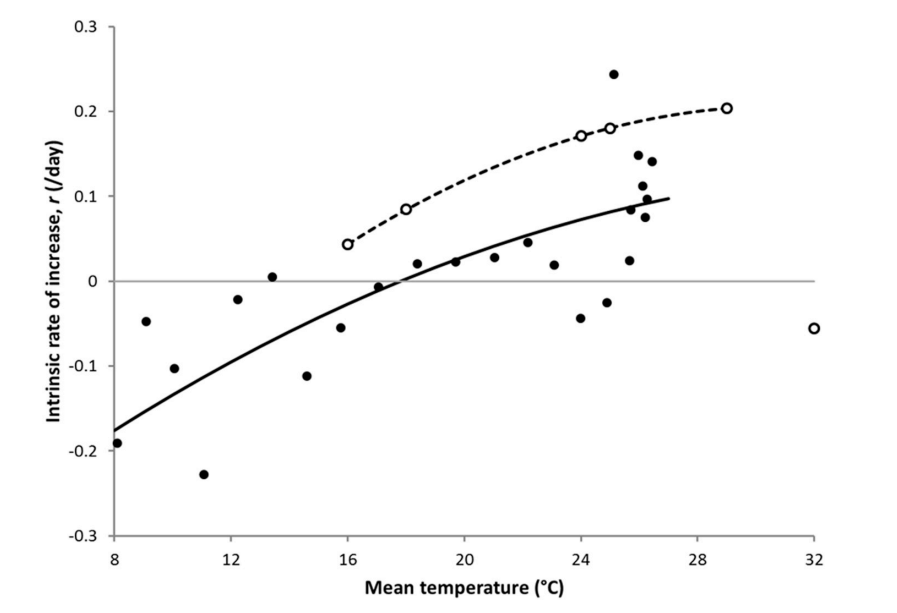 0.3
0.2
0.1
0
-0.1
-0.2
-0.3
Intrinsic rate of increase, r (/day)
8 12 16 20 24 28 32
Mean temperature (°C)